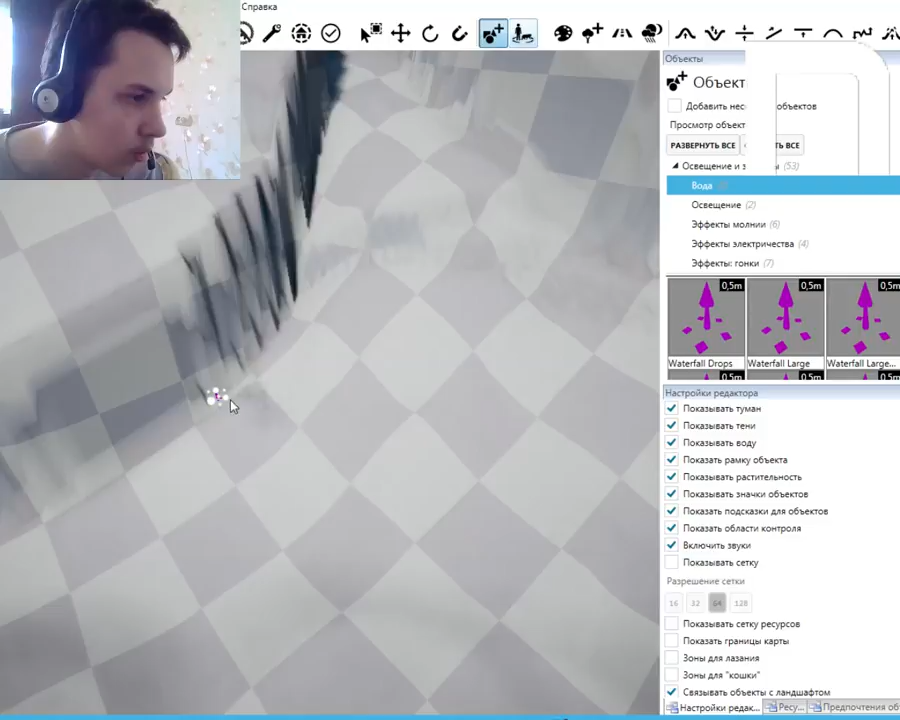 Справка
Объекты
Объект
Добавить нес
объектов
Просмотр объект
РАЗВЕРНУТЬ ВСЕ
ТЬ ВСЕ
Освещение и з
(53)
Вода
Освещение (2)
Эффекты молнии (6)
Эффекты электричества (4)
Эффекты: гонки (7)
0,5m
0,5m
0,5m
Waterfall Drops
Waterfall Large
Waterfall Large...
Настройки редактора
Показывать туман
Показывать тени
Показывать воду
Показать рамку объекта
Показывать растительность
Показывать значки объектов
Показать подсказки для объектов
Показать области контроля
Включить звуки
Показывать сетку
Разрешение сетки
16 32 64 128
Показывать сетку ресурсов
Показать границы карты
Зоны для лазания
Зоны для "кошки"
Связывать объекты с ландшафтом
Настройки редак...
Ресу...
Предпочтения об